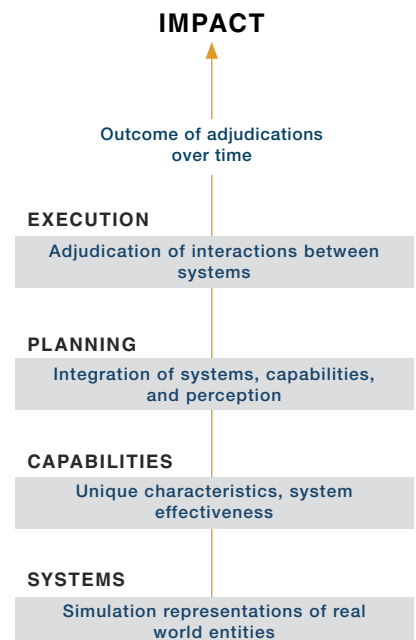 IMPACT
Outcome of adjudications
over time
EXECUTION
Adjudication of interactions between
systems
PLANNING
Integration of systems, capabilities,
and perception
CAPABILITIES
Unique characteristics, system
effectiveness
SYSTEMS
Simulation representations of real
world entities